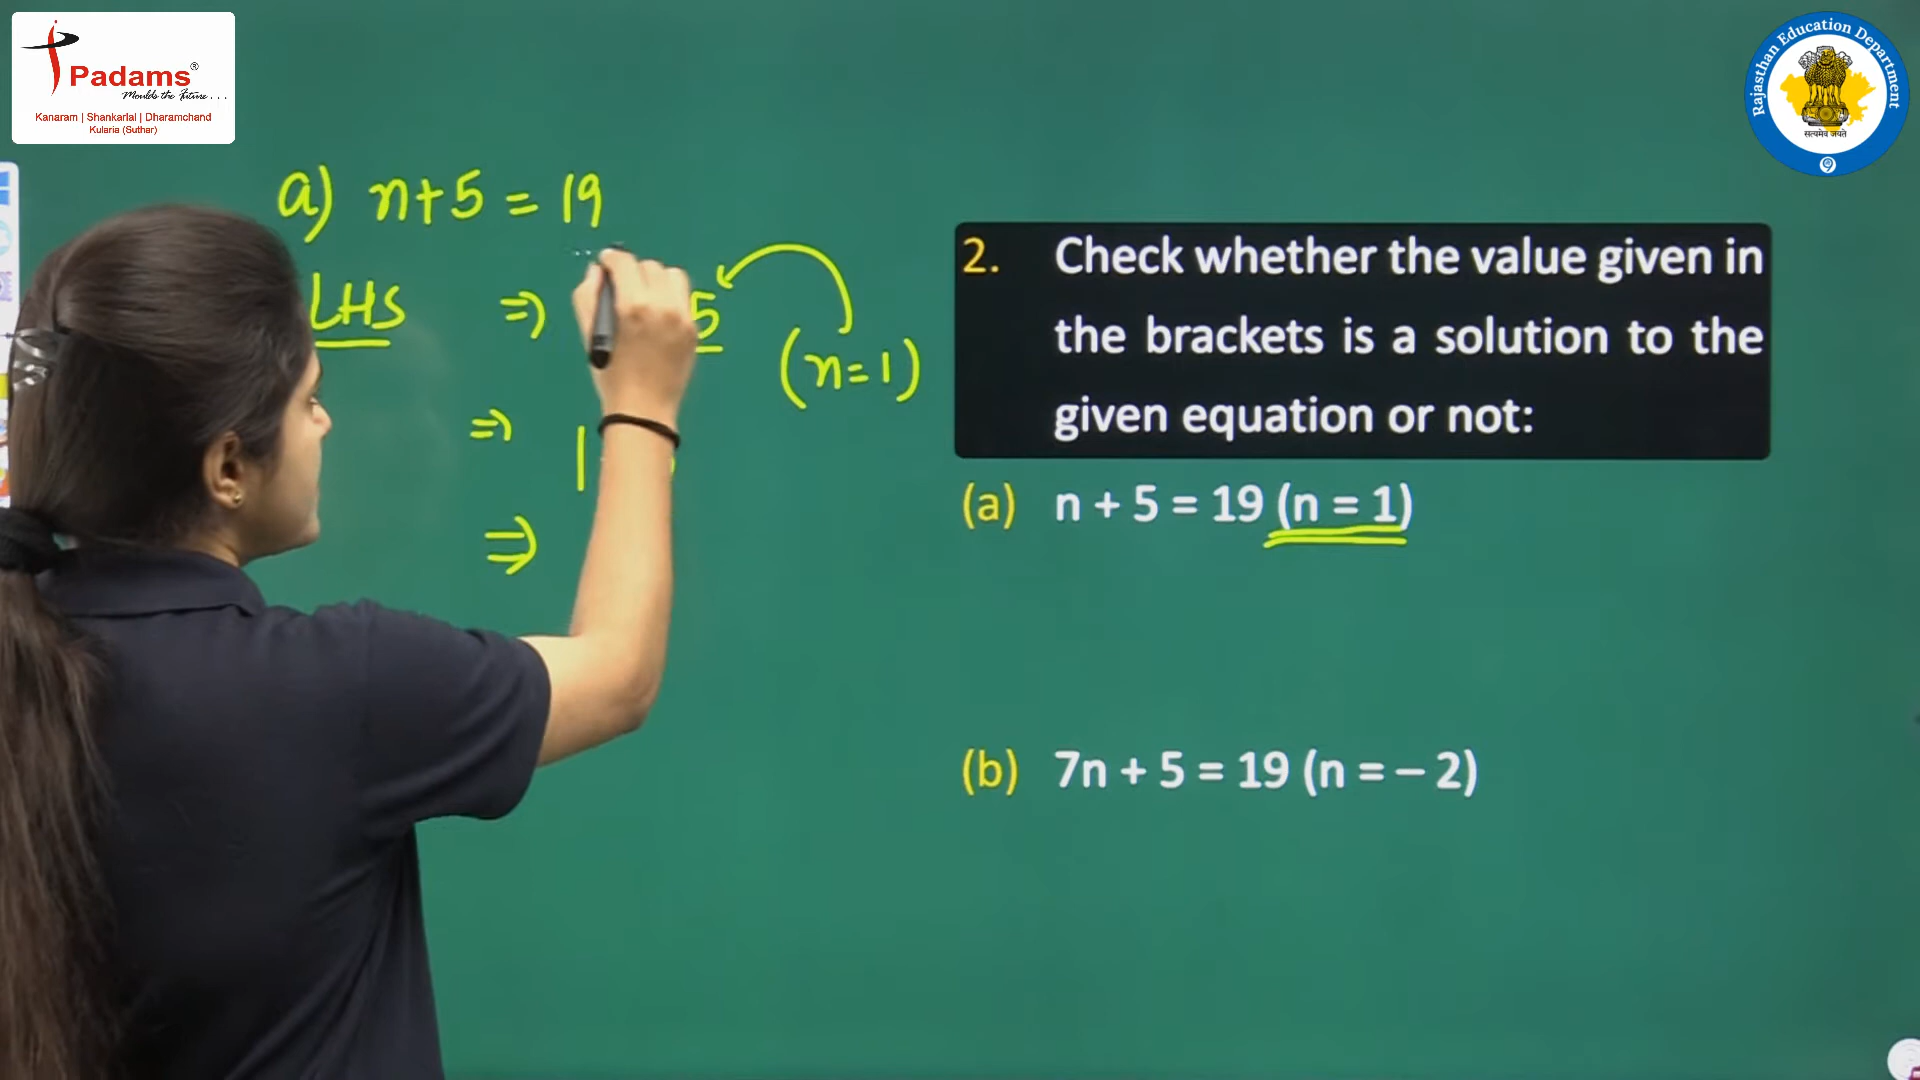 Padams®
Moulds the Future...
Kanaram | Shankarlal | Dharamchand
Kularia (Suthar)
Rajasthan Education Department
सत्यमेव जयते
a) n+5 = 19
LHS ⇒ 5
(n=1)
⇒ 1
⇒
2. Check whether the value given in
the brackets is a solution to the
given equation or not:
(a) n + 5 = 19 (n = 1)
(b) 7n + 5 = 19 (n = – 2)